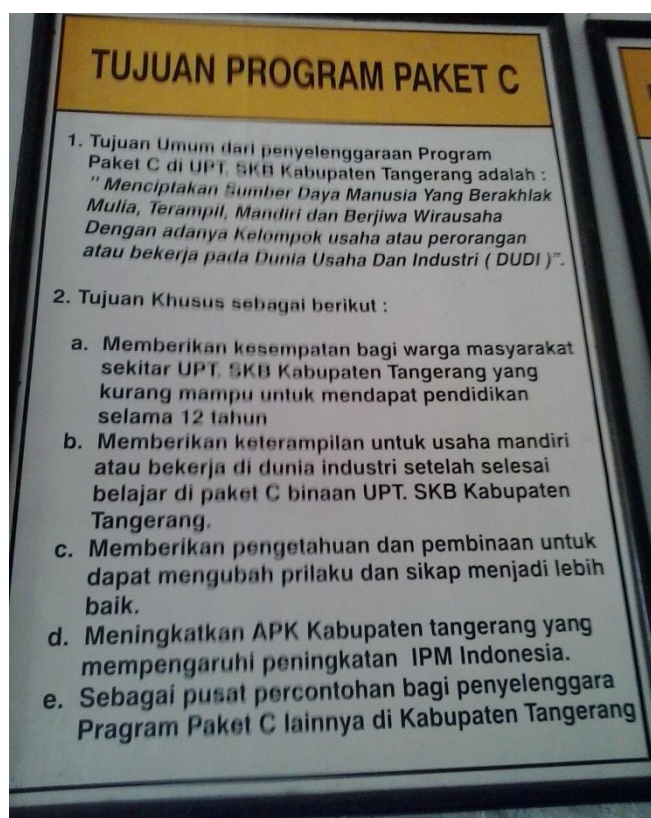 TUJUAN PROGRAM PAKET C
1. Tujuan Umum dari penyelenggaraan Program
Paket C di UPT. SKB Kabupaten Tangerang adalah :
" Menciptakan Sumber Daya Manusia Yang Berakhlak
Mulia, Terampil, Mandiri dan Berjiwa Wirausaha
Dengan adanya Kelompok usaha atau perorangan
atau bekerja pada Dunia Usaha Dan Industri ( DUDI )".
2. Tujuan Khusus sebagai berikut :
a. Memberikan kesempatan bagi warga masyarakat
sekitar UPT. SKB Kabupaten Tangerang yang
kurang mampu untuk mendapat pendidikan
selama 12 tahun
b. Memberikan keterampilan untuk usaha mandiri
atau bekerja di dunia industri setelah selesai
belajar di paket C binaan UPT. SKB Kabupaten
Tangerang.
c. Memberikan pengetahuan dan pembinaan untuk
dapat mengubah prilaku dan sikap menjadi lebih
baik.
d. Meningkatkan APK Kabupaten tangerang yang
mempengaruhi peningkatan IPM Indonesia.
e. Sebagai pusat percontohan bagi penyelenggara
Pragram Paket C lainnya di Kabupaten Tangerang